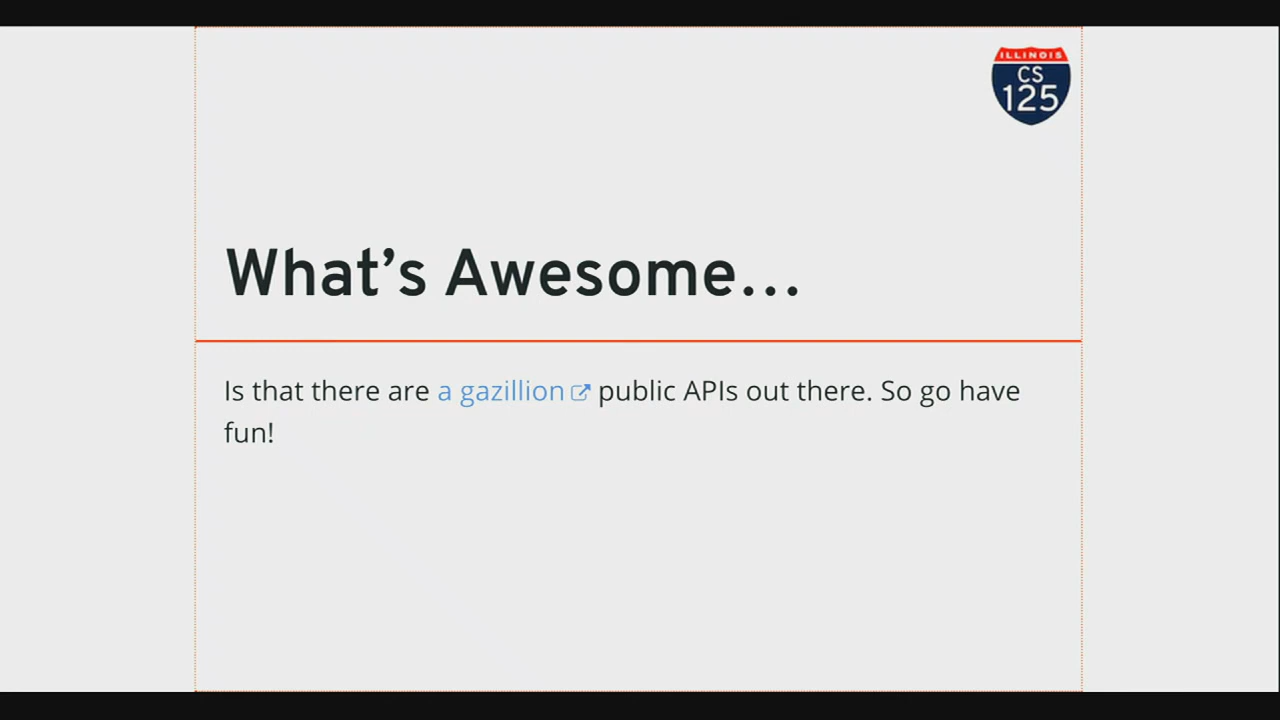 ILLINOIS
CS
125
What’s Awesome…
Is that there are a gazillion public APIs out there. So go have
fun!